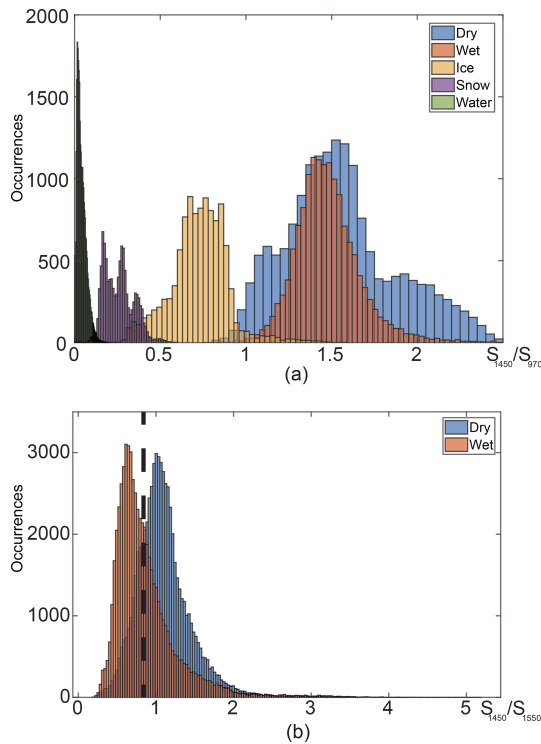 2000
1500
1000
500
0
Occurrences
Dry
Wet
Ice
Snow
Water
0 0.5 1 1.5 2 S1450/S970
(a)
3000
2000
1000
0
Occurrences
Dry
Wet
0 1 2 3 4 5 S1450/S1550
(b)